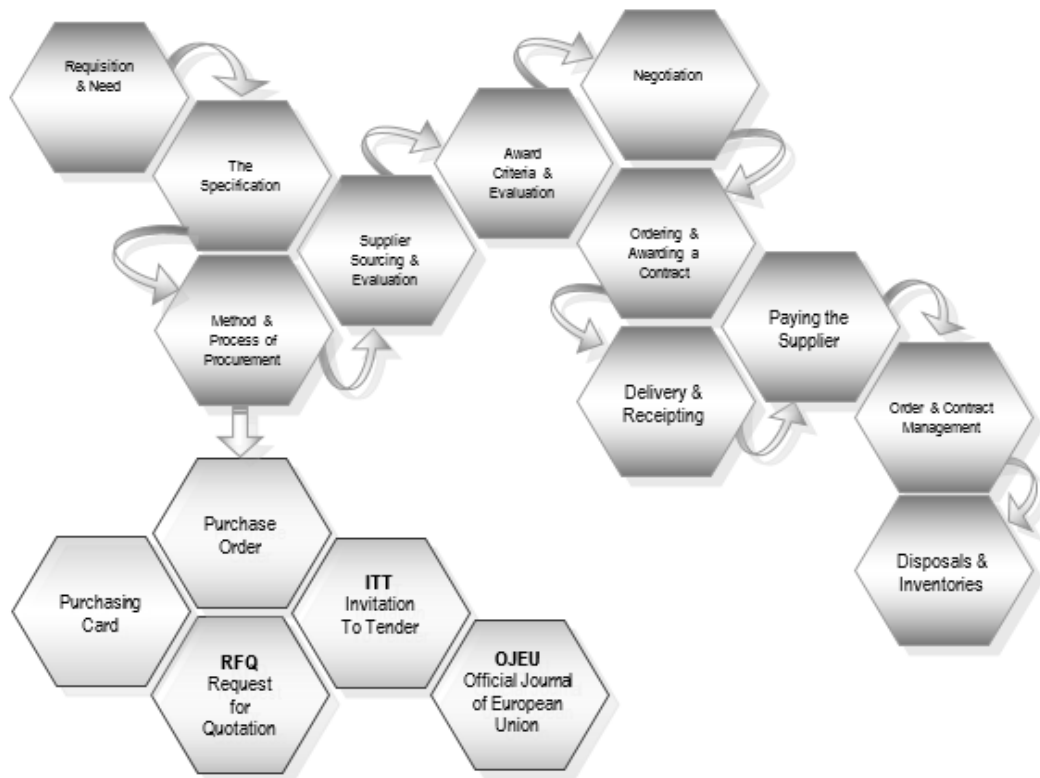 Requisition
& Need
The
Specification
Method &
Process of
Procurement
Supplier
Sourcing &
Evaluation
Award
Criteria &
Evaluation
Negotiation
Ordering &
Awarding a
Contract
Delivery &
Receipting
Paying the
Supplier
Order & Contract
Management
Disposals &
Inventories
Purchase
Order
Purchasing
Card
RFQ
Request
for
Quotation
ITT
Invitation
To Tender
OJEU
Official Journal
of European
Union